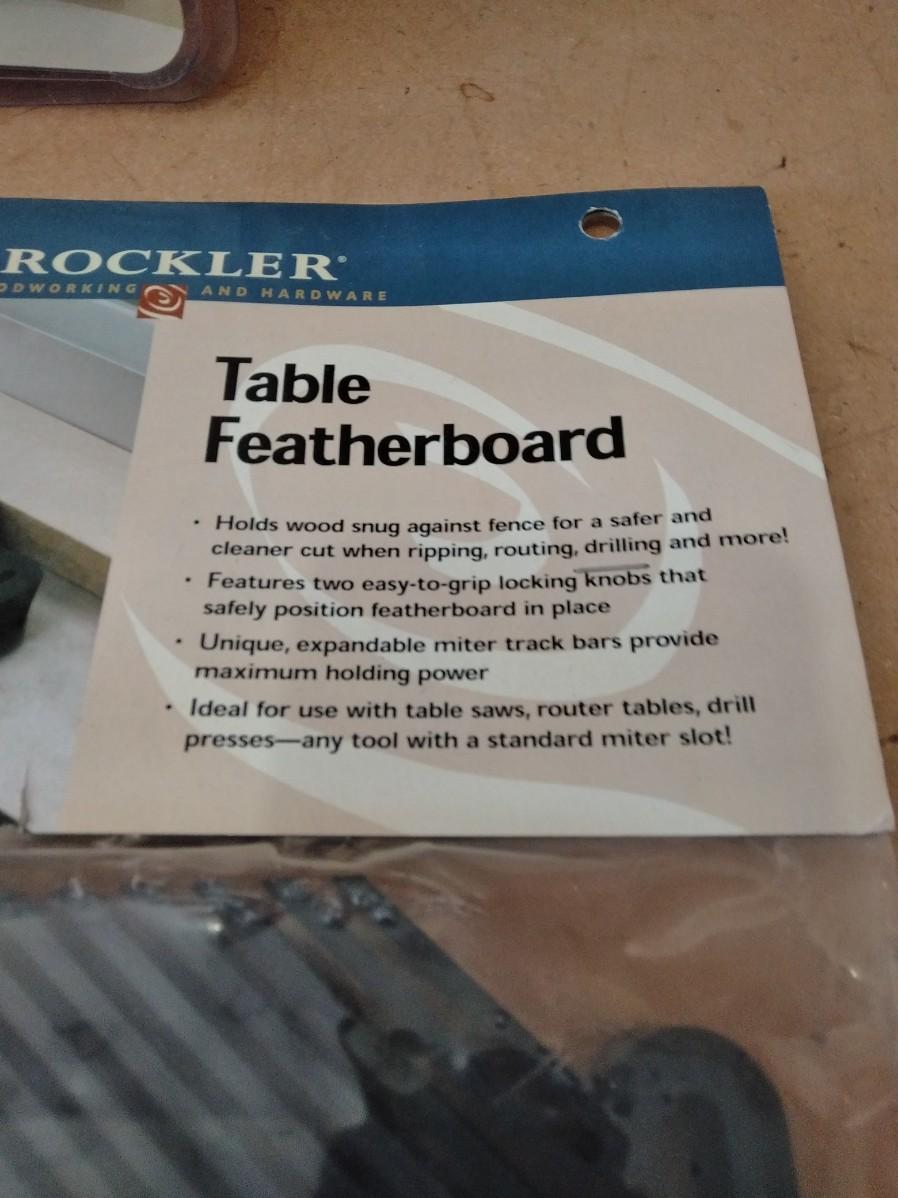 ROCKLER®
ODWORKING AND HARDWARE
Table
Featherboard
· Holds wood snug against fence for a safer and
cleaner cut when ripping, routing, drilling and more!
· Features two easy-to-grip locking knobs that
safely position featherboard in place
· Unique, expandable miter track bars provide
maximum holding power
· Ideal for use with table saws, router tables, drill
presses—any tool with a standard miter slot!